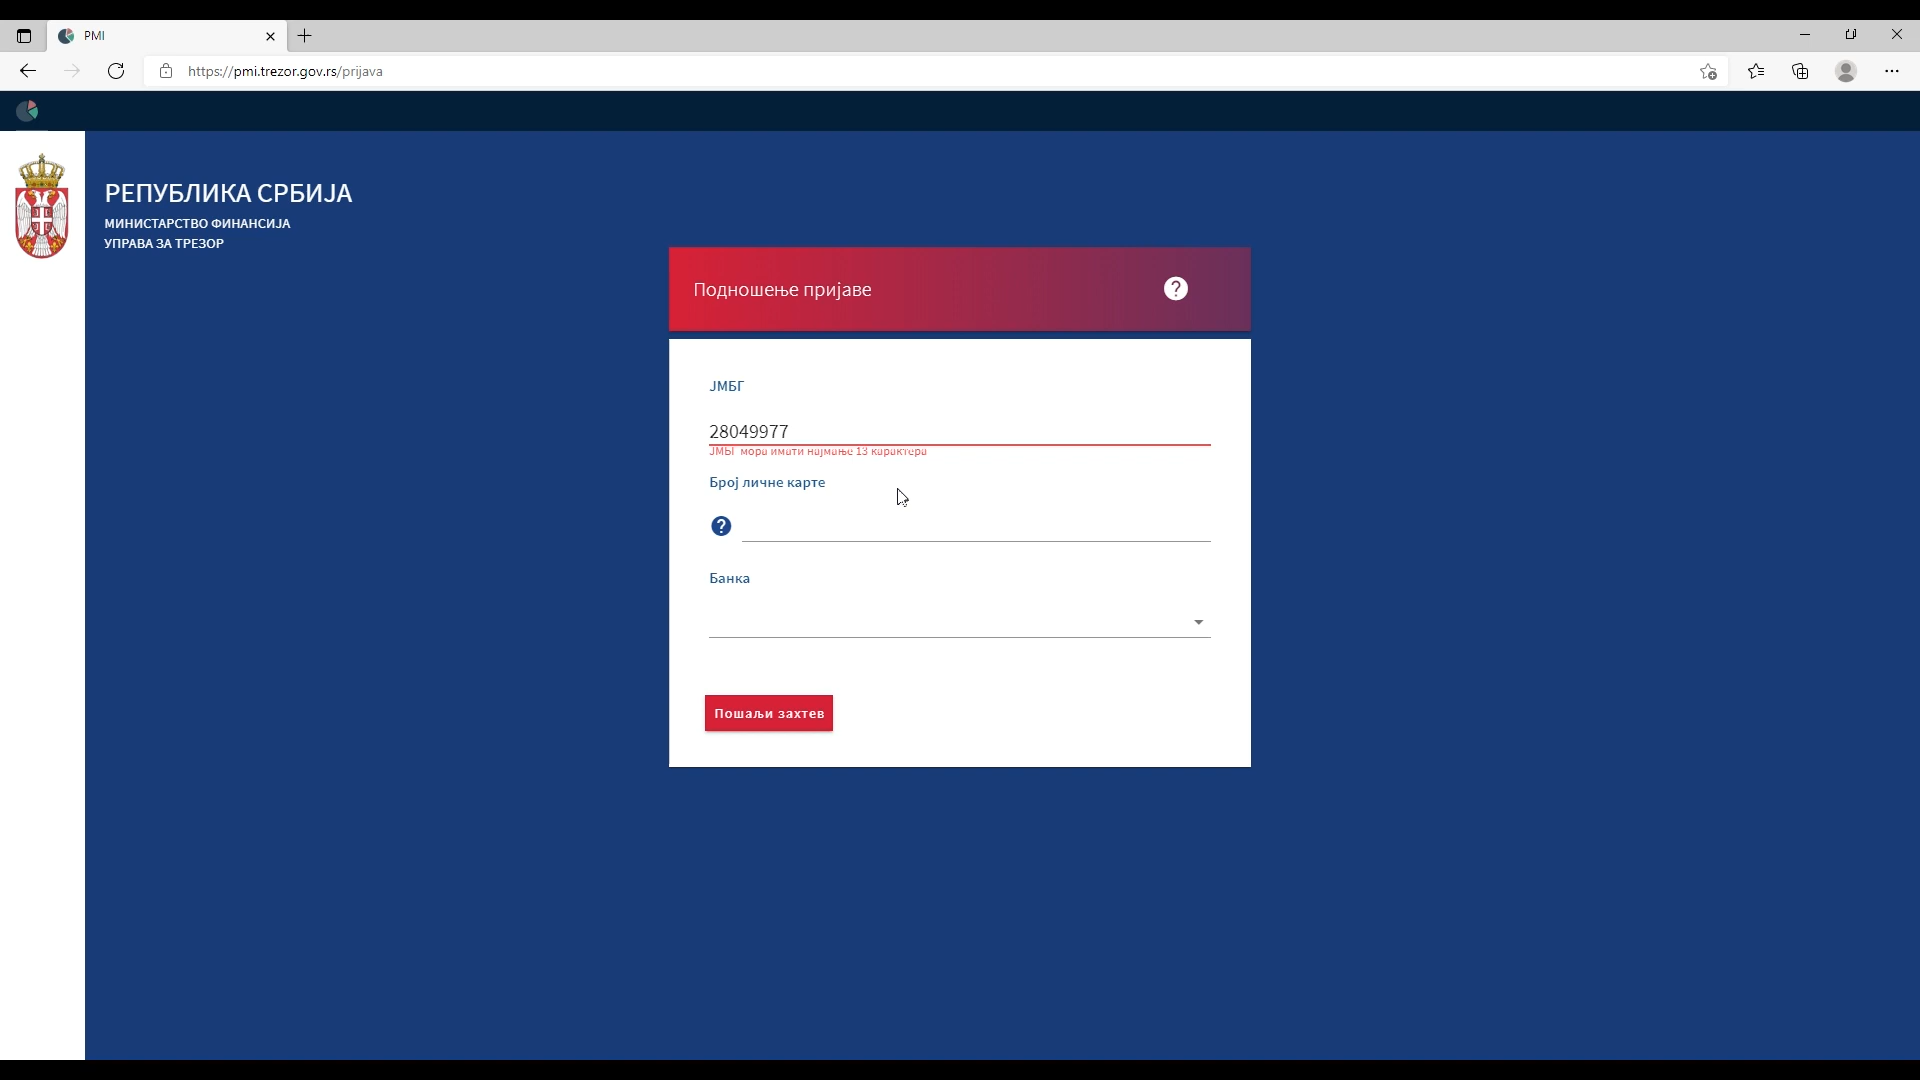 PMI
https://pmi.trezor.gov.rs/prijava
РЕПУБЛИКА СРБИЈА
МИНИСТАРСТВО ФИНАНСИЈА
УПРАВА ЗА ТРЕЗОР
Подношење пријаве
?
ЈМБГ
28049977
ЈМБГ мора имати најмање 13 карактера
Број личне карте
?
Банка
Пошаљи захтев